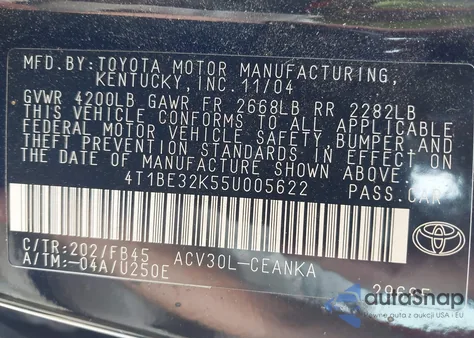 MFD.BY:TOYOTA MOTOR MANUFACTURING,
KENTUCKY, INC.11/04
GVWR 4200LB GAWR FR 2668LB RR 2282LB
THIS VEHICLE CONFORMS TO ALL APPLICABLE
FEDERAL MOTOR VEHICLE SAFETY,BUMPER,AND
THEFT PREVENTION STANDARDS IN EFFECT ON
THE DATE OF MANUFACTURE SHOWN ABOVE.
4T1BE32K55U005622 PASS.CAR
C/TR:202/FB45 ACV30L-CEANKA
A/TM:-04A/U250E
TOYOTA
autoSnap